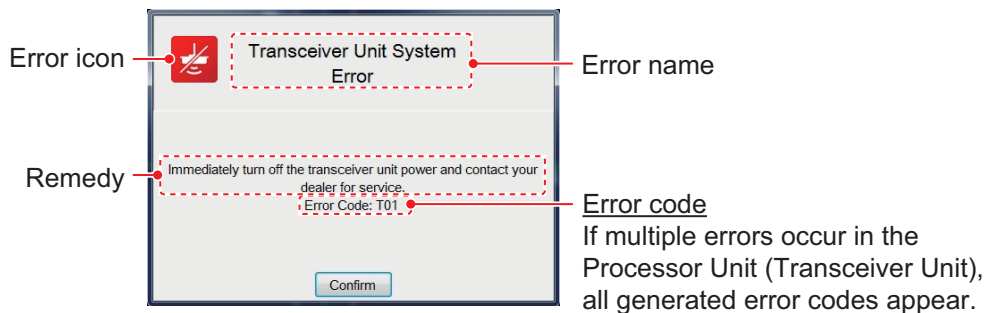 Error icon
Transceiver Unit System
Error
Error name
Remedy
Immediately turn off the transceiver unit power and contact your
dealer for service.
Error Code: T01
Error code
If multiple errors occur in the
Processor Unit (Transceiver Unit),
all generated error codes appear.
Confirm